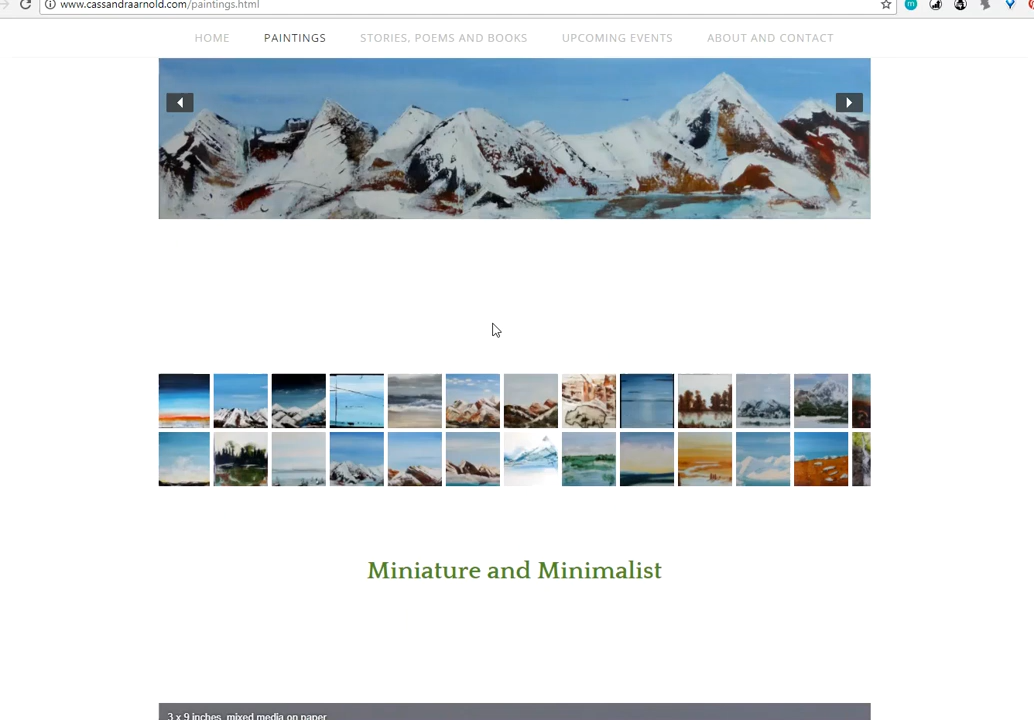 www.cassandraarnold.com/paintings.html
HOME PAINTINGS STORIES, POEMS AND BOOKS UPCOMING EVENTS ABOUT AND CONTACT
Miniature and Minimalist
3 x 9 inches, mixed media on paper